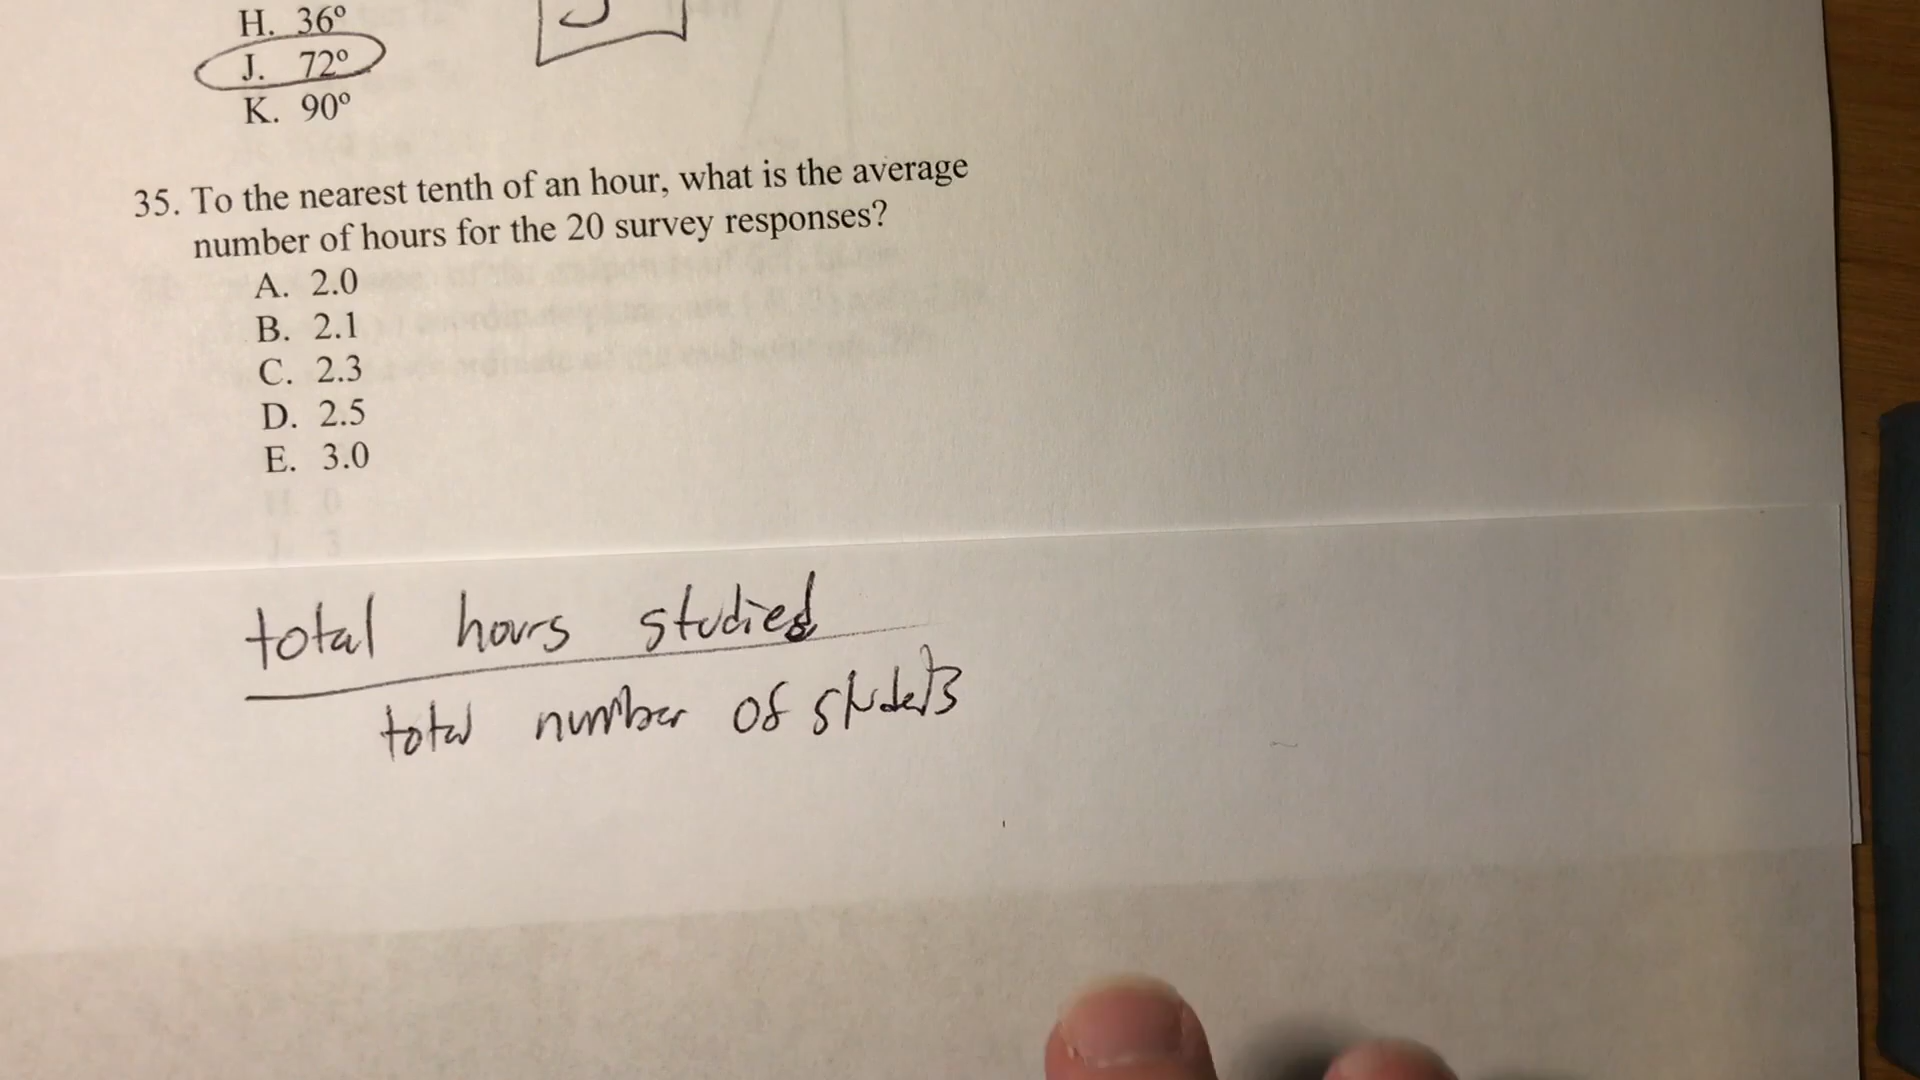 H. 36°
J. 72°
K. 90°
35. To the nearest tenth of an hour, what is the average
number of hours for the 20 survey responses?
A. 2.0
B. 2.1
C. 2.3
D. 2.5
E. 3.0
total hours studied
total number of students